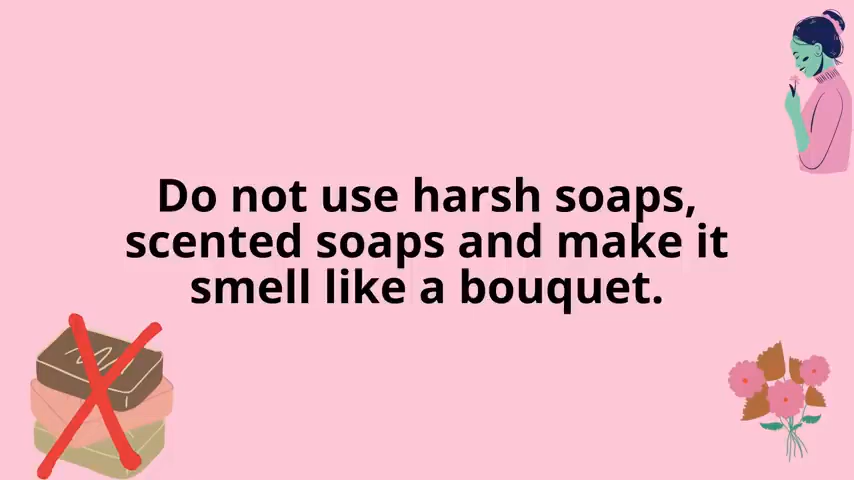 Do not use harsh soaps,
scented soaps and make it
smell like a bouquet.